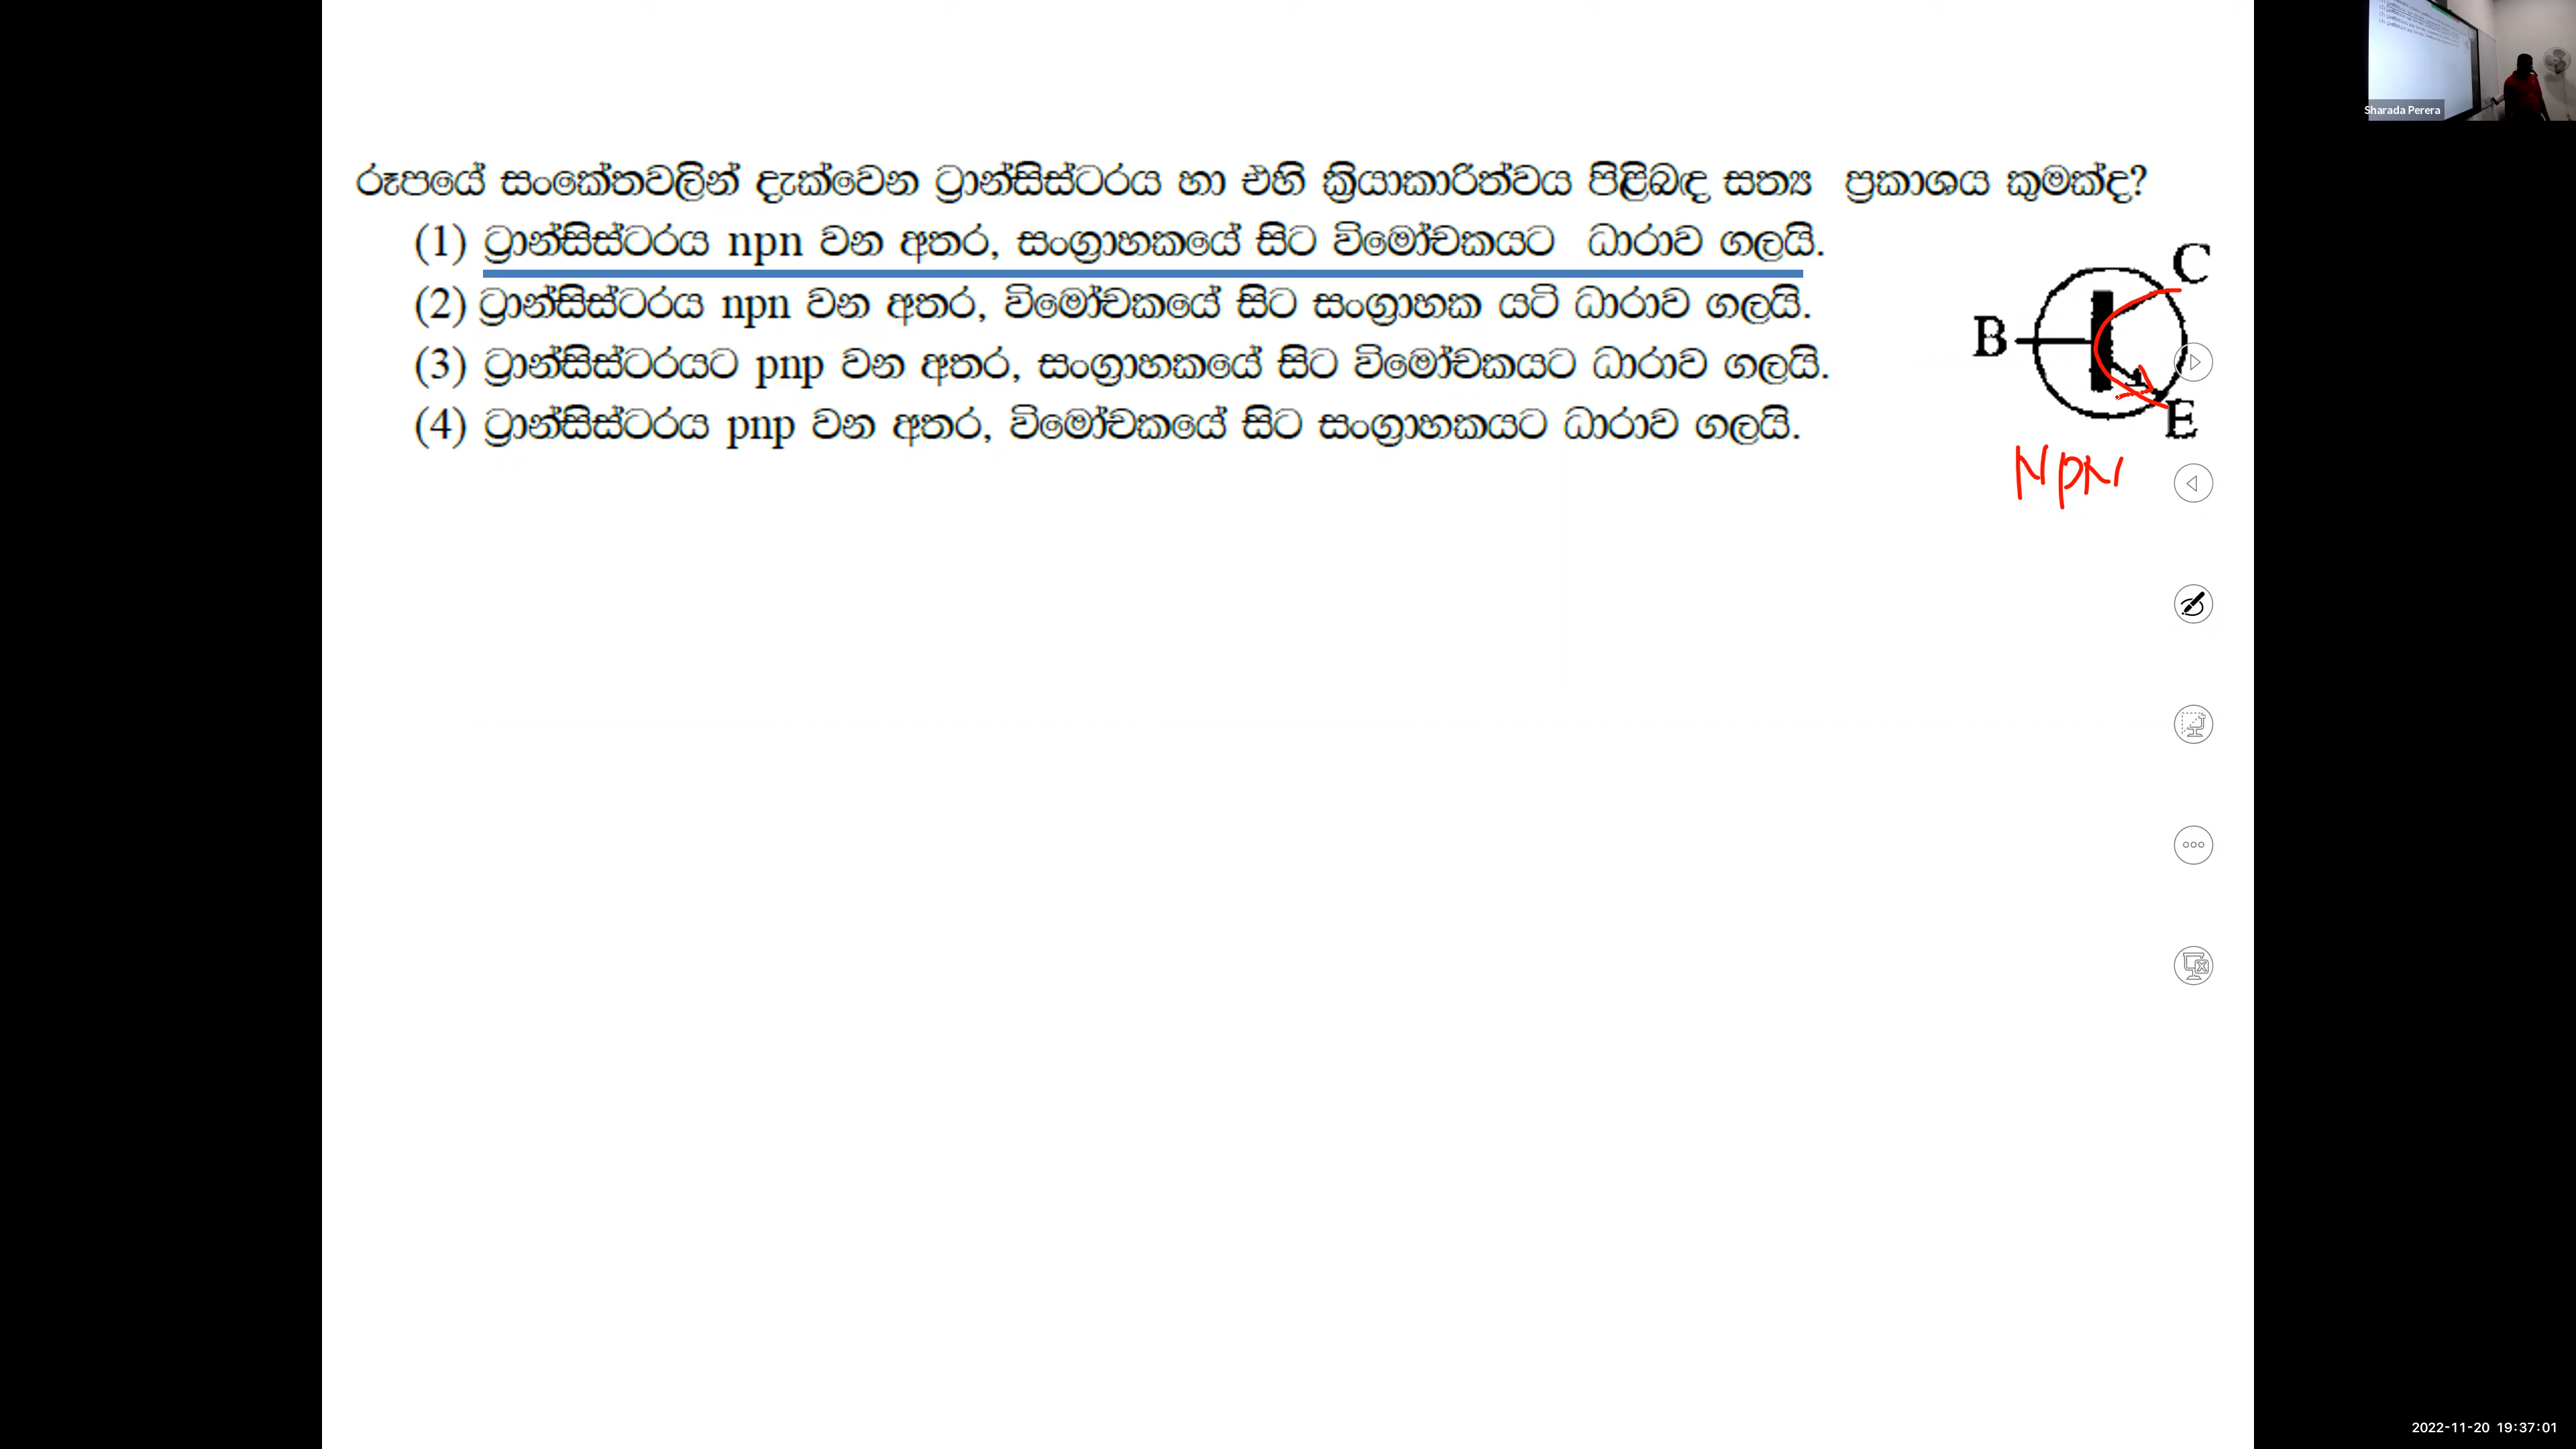 Sharada Perera
රූපයේ සංකේතවලින් දැක්වෙන ට්‍රාන්සිස්ටරය හා එහි ක්‍රියාකාරිත්වය පිළිබඳ සත්‍ය ප්‍රකාශය කුමක්ද?
(1) ට්‍රාන්සිස්ටරය npn වන අතර, සංග්‍රාහකයේ සිට විමෝචකයට ධාරාව ගලයි.
(2) ට්‍රාන්සිස්ටරය npn වන අතර, විමෝචකයේ සිට සංග්‍රාහක යටි ධාරාව ගලයි.
(3) ට්‍රාන්සිස්ටරයට pnp වන අතර, සංග්‍රාහකයේ සිට විමෝචකයට ධාරාව ගලයි.
(4) ට්‍රාන්සිස්ටරය pnp වන අතර, විමෝචකයේ සිට සංග්‍රාහකයට ධාරාව ගලයි.
C
B
E
NPN
2022-11-20 19:37:01